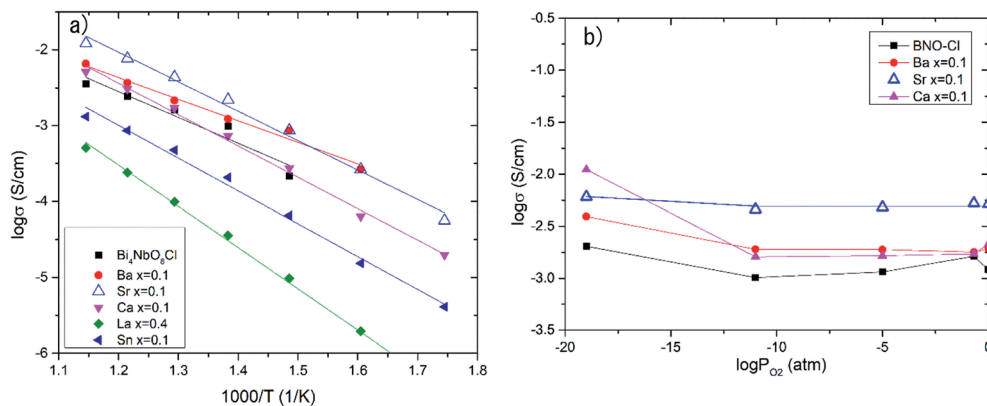 a)
-2
-3
-4
-5
-6
logσ (S/cm)
Bi₄NbO₈Cl
Ba x=0.1
Sr x=0.1
Ca x=0.1
La x=0.4
Sn x=0.1
1.1 1.2 1.3 1.4 1.5 1.6 1.7 1.8
1000/T (1/K)
b)
-0.5
-1.0
-1.5
-2.0
-2.5
-3.0
-3.5
logσ (S/cm)
BNO-Cl
Ba x=0.1
Sr x=0.1
Ca x=0.1
-20 -15 -10 -5 0
logP_O2 (atm)